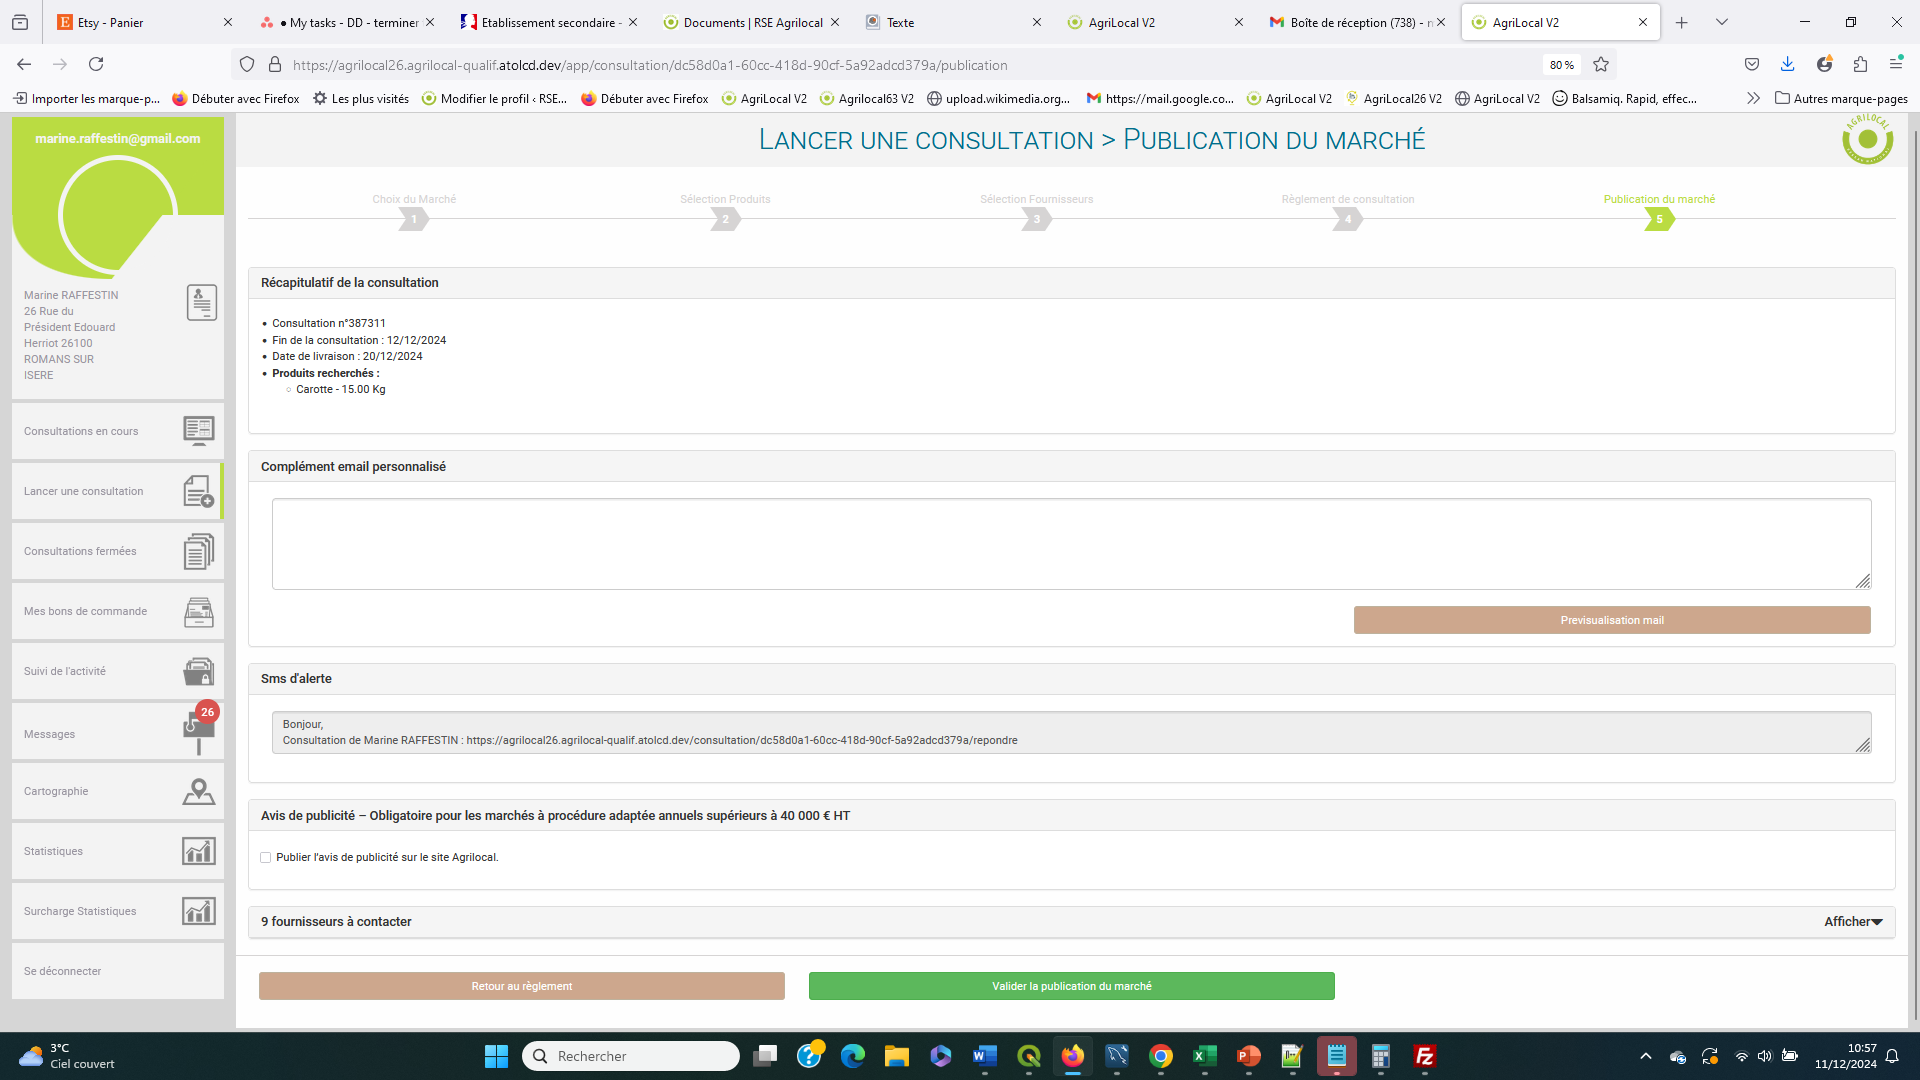 Etsy - Panier
● My tasks - DD - terminer
Etablissement secondaire -
Documents | RSE Agrilocal
Texte
AgriLocal V2
Boîte de réception (738) - r
AgriLocal V2
https://agrilocal26.agrilocal-qualif.atolcd.dev/app/consultation/dc58d0a1-60cc-418d-90cf-5a92adcd379a/publication
80 %
Importer les marque-p...
Débuter avec Firefox
Les plus visités
Modifier le profil ‹ RSE...
Débuter avec Firefox
AgriLocal V2
Agrilocal63 V2
upload.wikimedia.org...
https://mail.google.co...
AgriLocal V2
AgriLocal26 V2
AgriLocal V2
Balsamiq. Rapid, effec...
Autres marque-pages
marine.raffestin@gmail.com
Marine RAFFESTIN
26 Rue du
Président Edouard
Herriot 26100
ROMANS SUR
ISERE
Consultations en cours
Lancer une consultation
Consultations fermées
Mes bons de commande
Suivi de l'activité
Messages
26
Cartographie
Statistiques
Surcharge Statistiques
Se déconnecter
Lancer une consultation > Publication du marché
AGRILOCAL
Choix du Marché
1
Sélection Produits
2
Sélection Fournisseurs
3
Règlement de consultation
4
Publication du marché
5
Récapitulatif de la consultation
• Consultation n°387311
• Fin de la consultation : 12/12/2024
• Date de livraison : 20/12/2024
• Produits recherchés :
○ Carotte - 15.00 Kg
Complément email personnalisé
Previsualisation mail
Sms d'alerte
Bonjour,
Consultation de Marine RAFFESTIN : https://agrilocal26.agrilocal-qualif.atolcd.dev/consultation/dc58d0a1-60cc-418d-90cf-5a92adcd379a/repondre
Avis de publicité – Obligatoire pour les marchés à procédure adaptée annuels supérieurs à 40 000 € HT
Publier l'avis de publicité sur le site Agrilocal.
9 fournisseurs à contacter
Afficher
Retour au règlement
Valider la publication du marché
3°C
Ciel couvert
Rechercher
10:57
11/12/2024